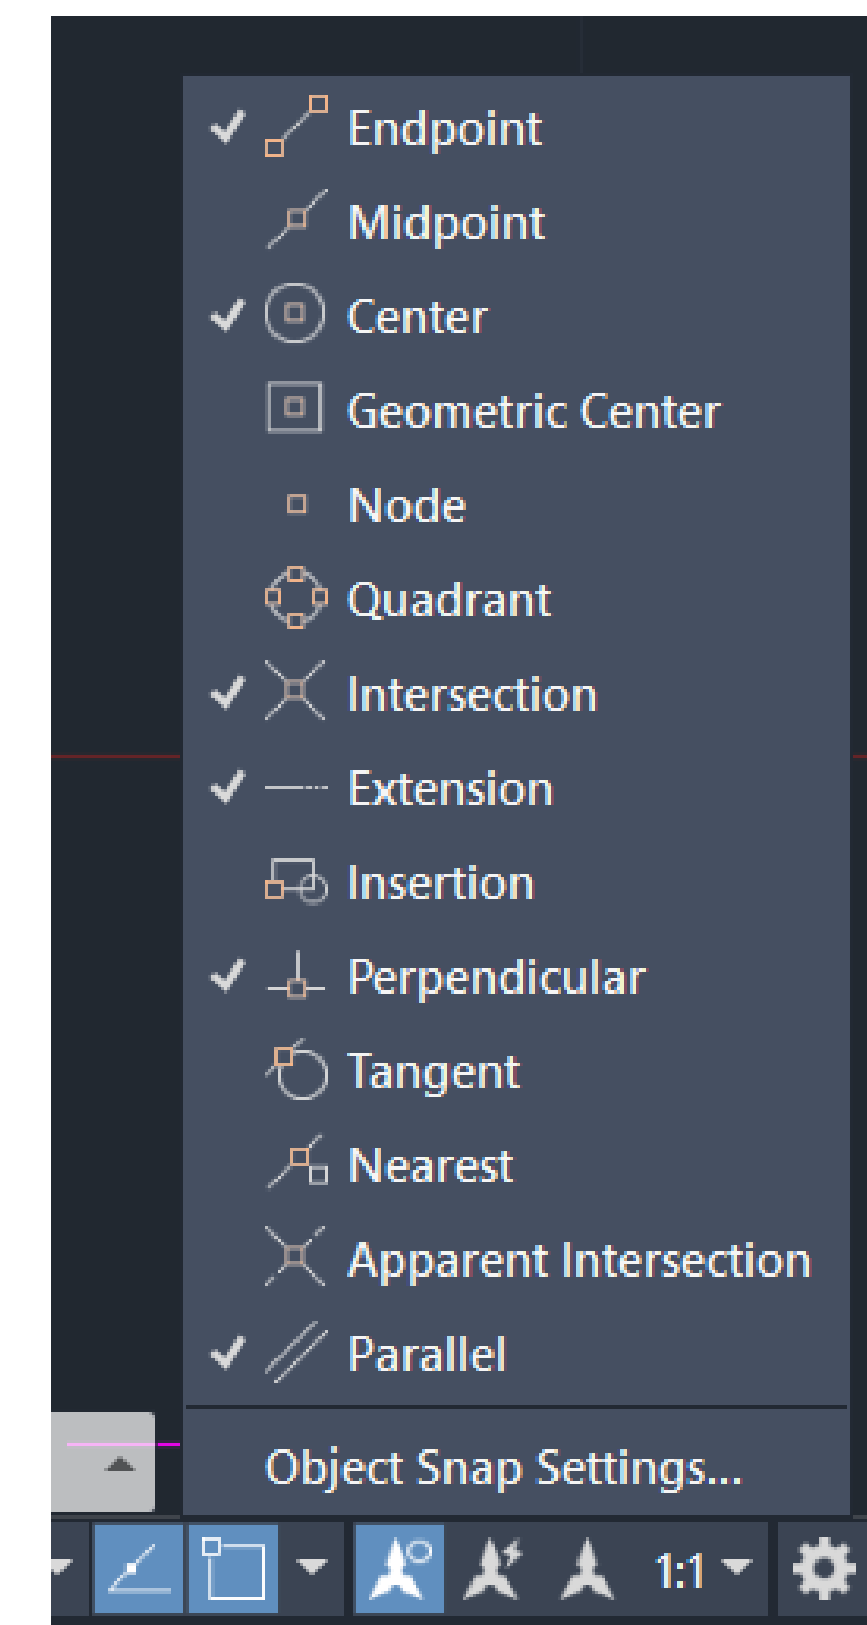 Endpoint
Midpoint
Center
Geometric Center
Node
Quadrant
Intersection
Extension
Insertion
Perpendicular
Tangent
Nearest
Apparent Intersection
Parallel
Object Snap Settings...
1:1